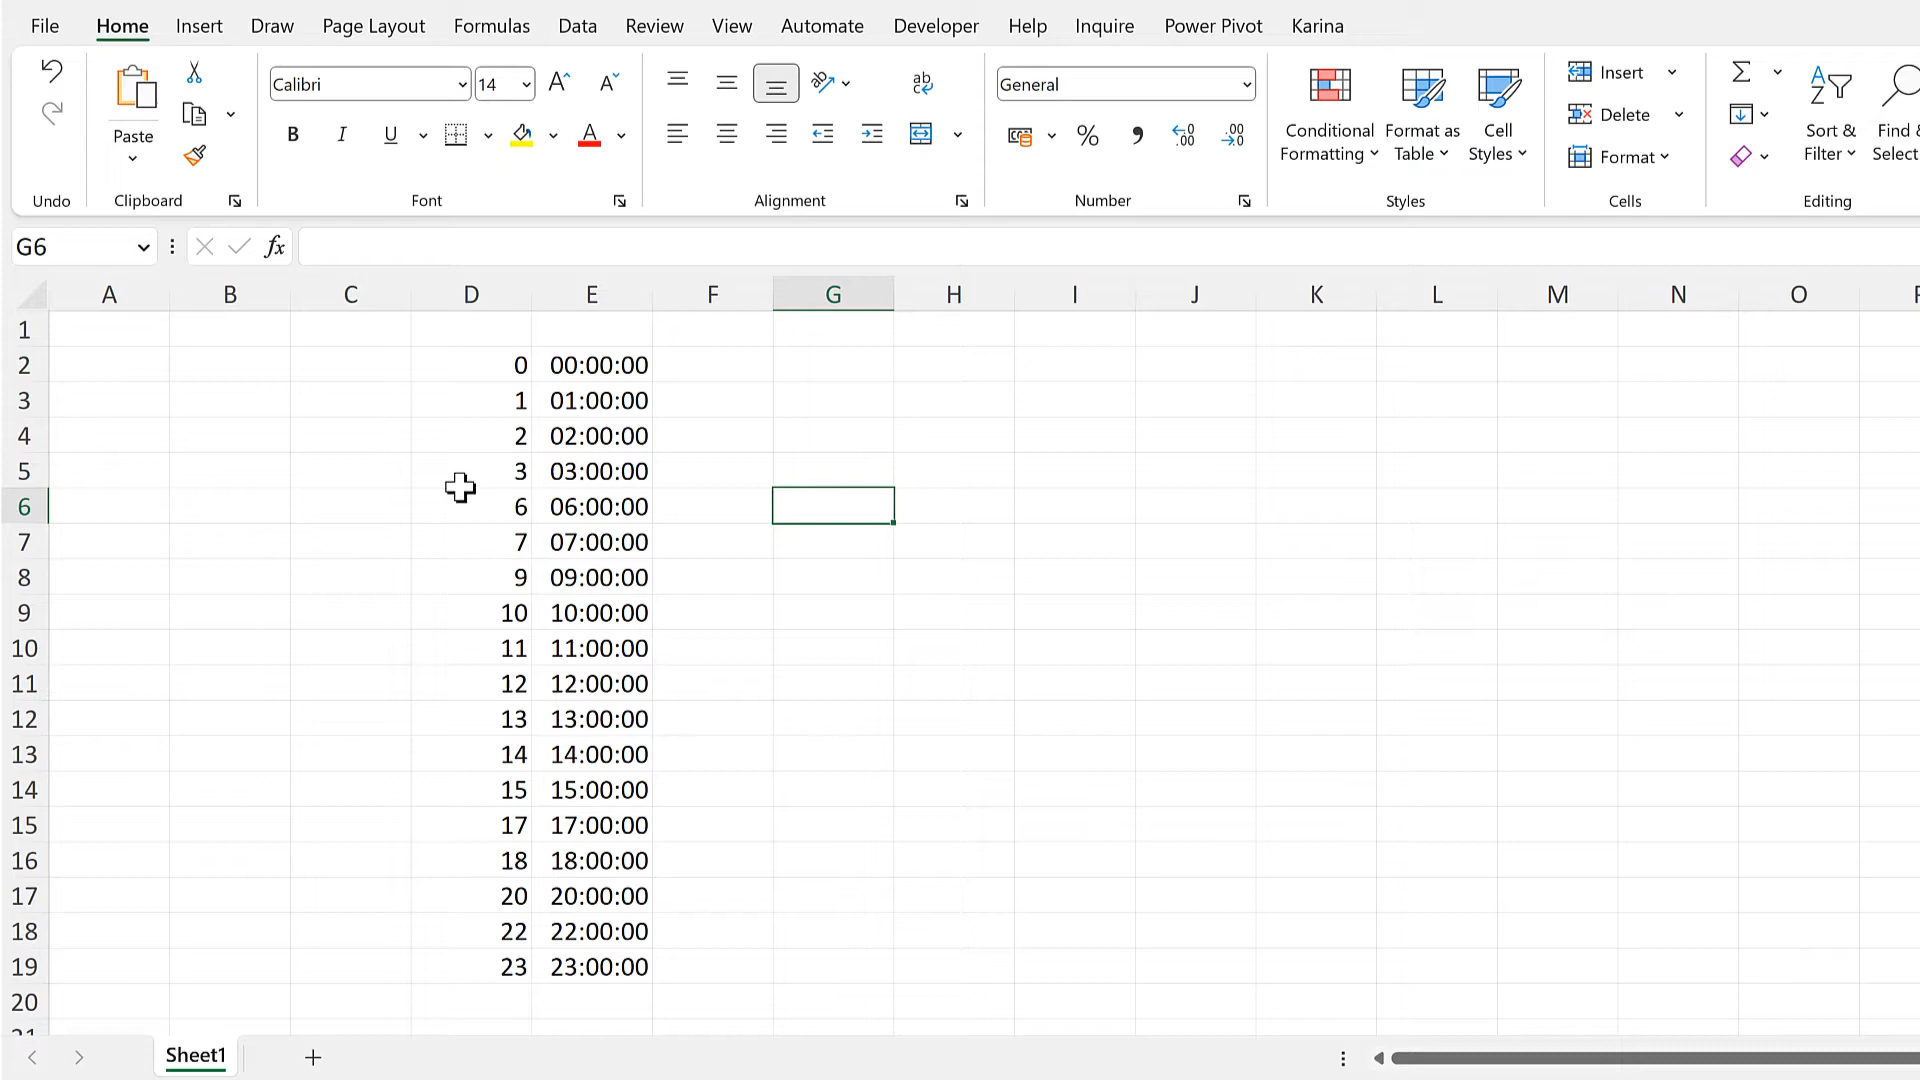 File Home Insert Draw Page Layout Formulas Data Review View Automate Developer Help Inquire Power Pivot Karina
Calibri 14 General
Paste
B I U A A A ab c % .00 .00
Conditional Formatting
Format as Table
Cell Styles
Insert
Delete
Format
Sort & Filter
Find & Select
Undo Clipboard Font Alignment Number Styles Cells Editing
G6 fx
A B C D E F G H I J K L M N O
1
2 0 00:00:00
3 1 01:00:00
4 2 02:00:00
5 3 03:00:00
6 6 06:00:00
7 7 07:00:00
8 9 09:00:00
9 10 10:00:00
10 11 11:00:00
11 12 12:00:00
12 13 13:00:00
13 14 14:00:00
14 15 15:00:00
15 17 17:00:00
16 18 18:00:00
17 20 20:00:00
18 22 22:00:00
19 23 23:00:00
20
Sheet1